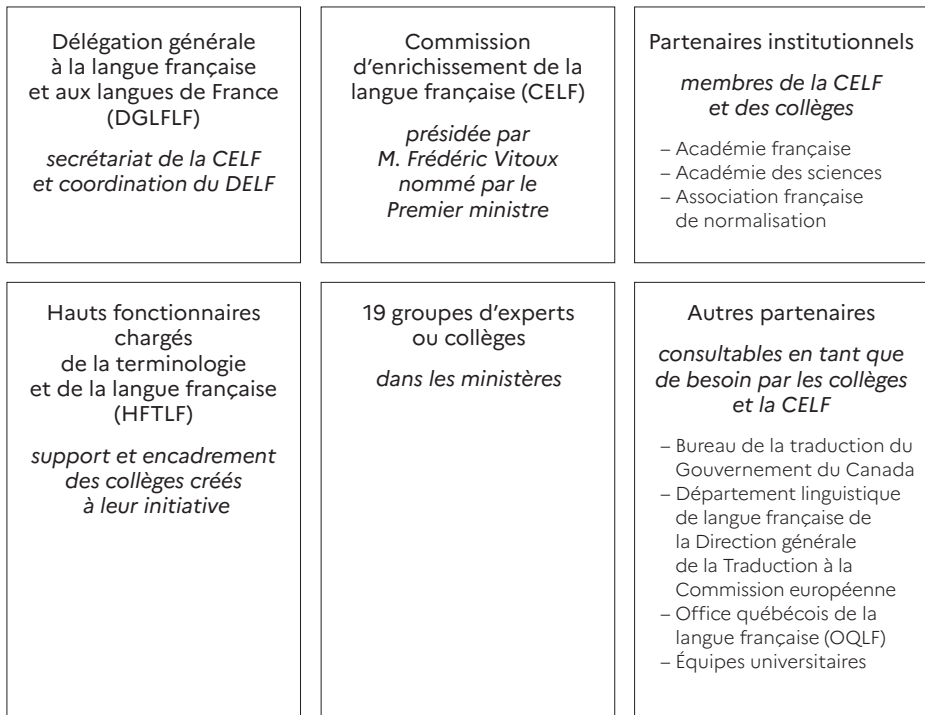 Délégation générale
à la langue française
et aux langues de France
(DGLFLF)
secrétariat de la CELF
et coordination du DELF
Commission
d'enrichissement de la
langue française (CELF)
présidée par
M. Frédéric Vitoux
nommé par le
Premier ministre
Partenaires institutionnels
membres de la CELF
et des collèges
– Académie française
– Académie des sciences
– Association française
de normalisation
Hauts fonctionnaires
chargés
de la terminologie
et de la langue française
(HFTLF)
support et encadrement
des collèges créés
à leur initiative
19 groupes d'experts
ou collèges
dans les ministères
Autres partenaires
consultables en tant que
de besoin par les collèges
et la CELF
– Bureau de la traduction du
Gouvernement du Canada
– Département linguistique
de langue française de
la Direction générale
de la Traduction à la
Commission européenne
– Office québécois de la
langue française (OQLF)
– Équipes universitaires